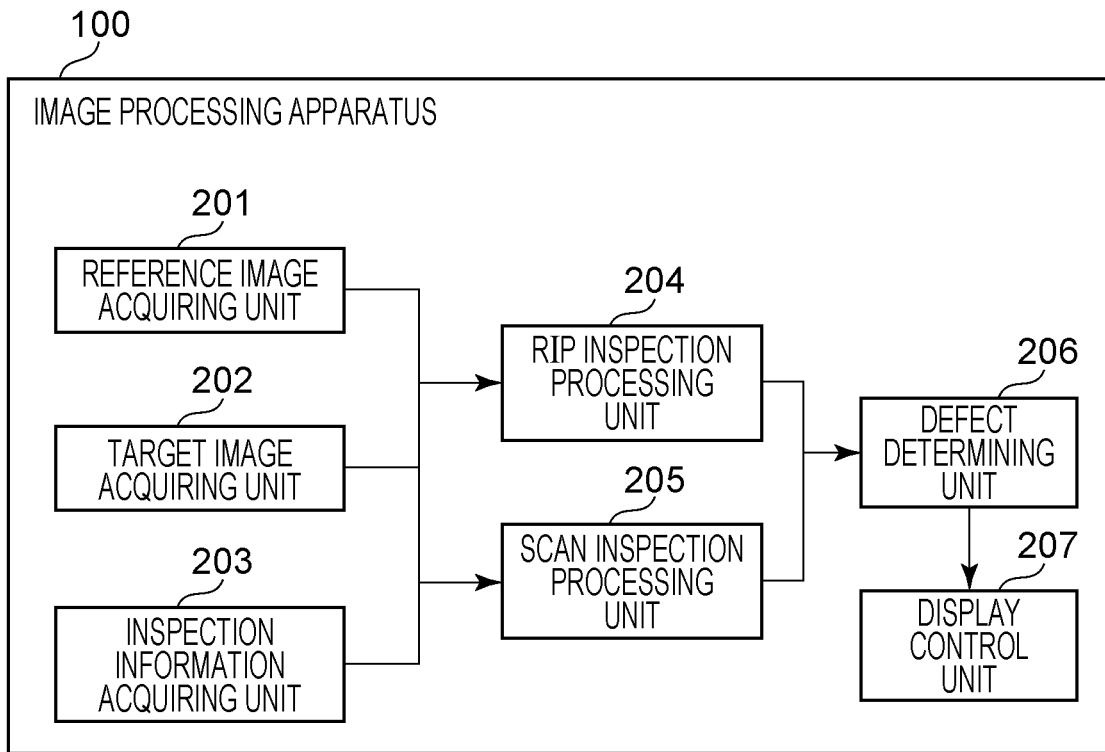 100
IMAGE PROCESSING APPARATUS
201
REFERENCE IMAGE
ACQUIRING UNIT
202
TARGET IMAGE
ACQUIRING UNIT
203
INSPECTION
INFORMATION
ACQUIRING UNIT
204
RIP INSPECTION
PROCESSING
UNIT
205
SCAN INSPECTION
PROCESSING
UNIT
206
DEFECT
DETERMINING
UNIT
207
DISPLAY
CONTROL
UNIT